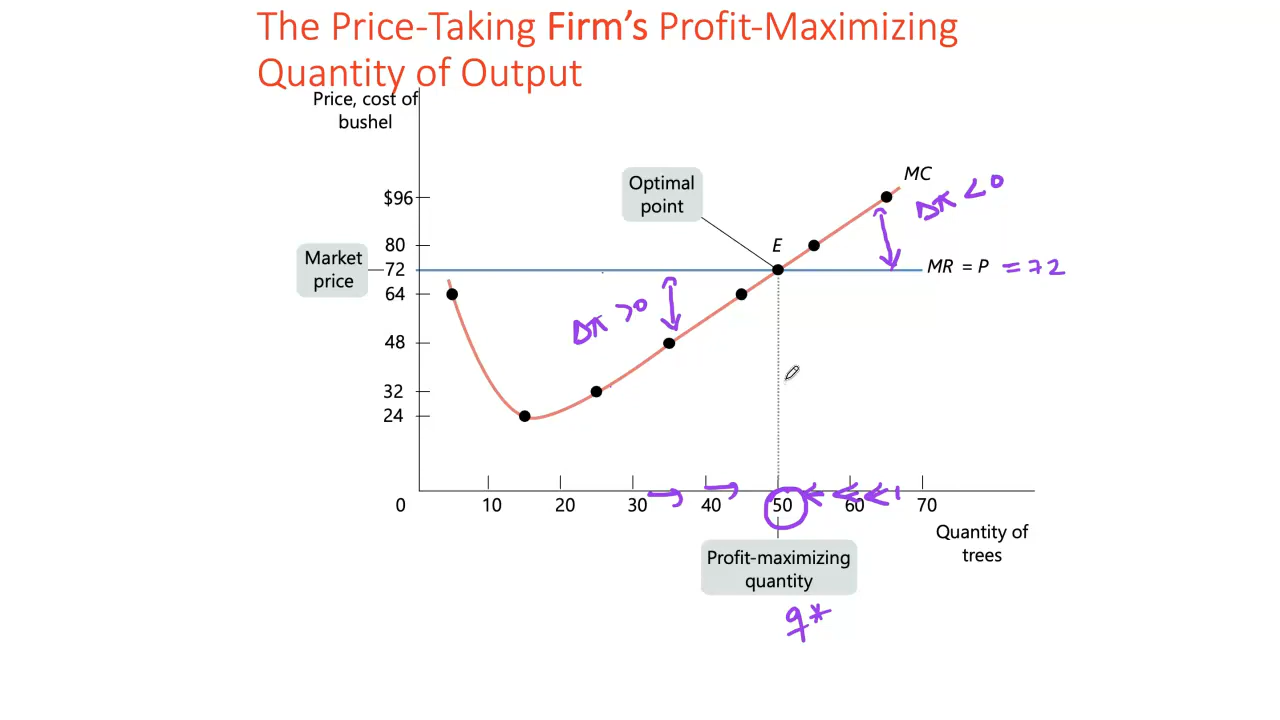 The Price-Taking Firm's Profit-Maximizing
Quantity of Output
Price, cost of
bushel
MC
Δπ < 0
Optimal
point
$96
E
80
Market
price
72
MR = P = 72
64
Δπ > 0
48
32
24
0
10
20
30
40
50
60
70
Quantity of
trees
Profit-maximizing
quantity
q*